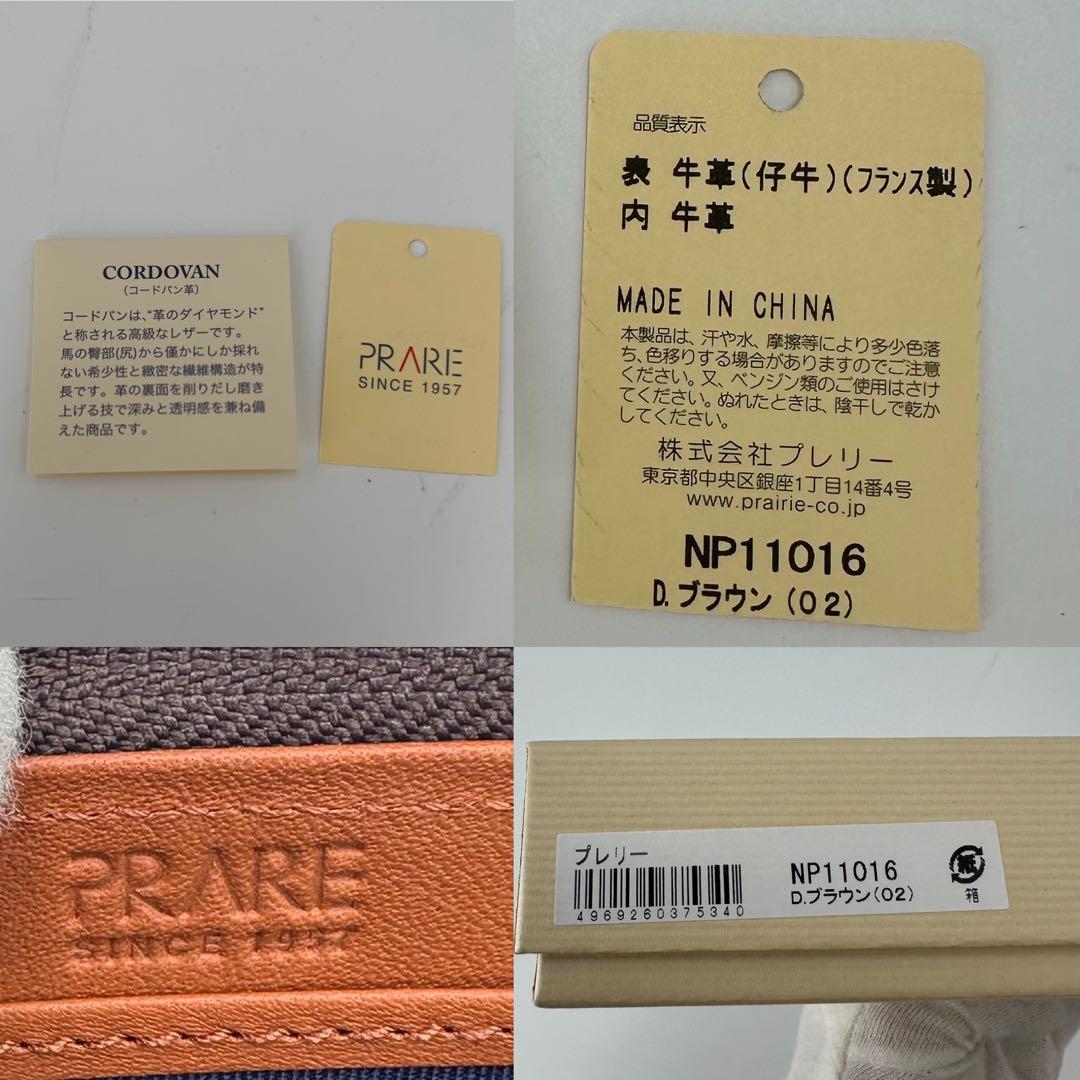 CORDOVAN
(コードバン革)
コードバンは、“革のダイヤモンド”
と称される高級なレザーです。
馬の臀部(尻)から僅かにしか採れ
ない希少性と緻密な繊維構造が特
長です。革の裏面を削りだし磨き
上げる技で深みと透明感を兼ね備
えた商品です。
PRARIE
SINCE 1957
品質表示
表 牛革(仔牛)(フランス製)
内 牛革
MADE IN CHINA
本製品は、汗や水、摩擦等により多少色落
ち、色移りする場合がありますのでご注意
ください。又、ベンジン類のご使用はさけ
てください。ぬれたときは、陰干しで乾か
してください。
株式会社プレリー
東京都中央区銀座1丁目14番4号
www.prairie-co.jp
NP11016
D.ブラウン(02)
PRARIE
SINCE 1957
プレリー
4969260375340
NP11016
D.ブラウン(02)
紙
箱